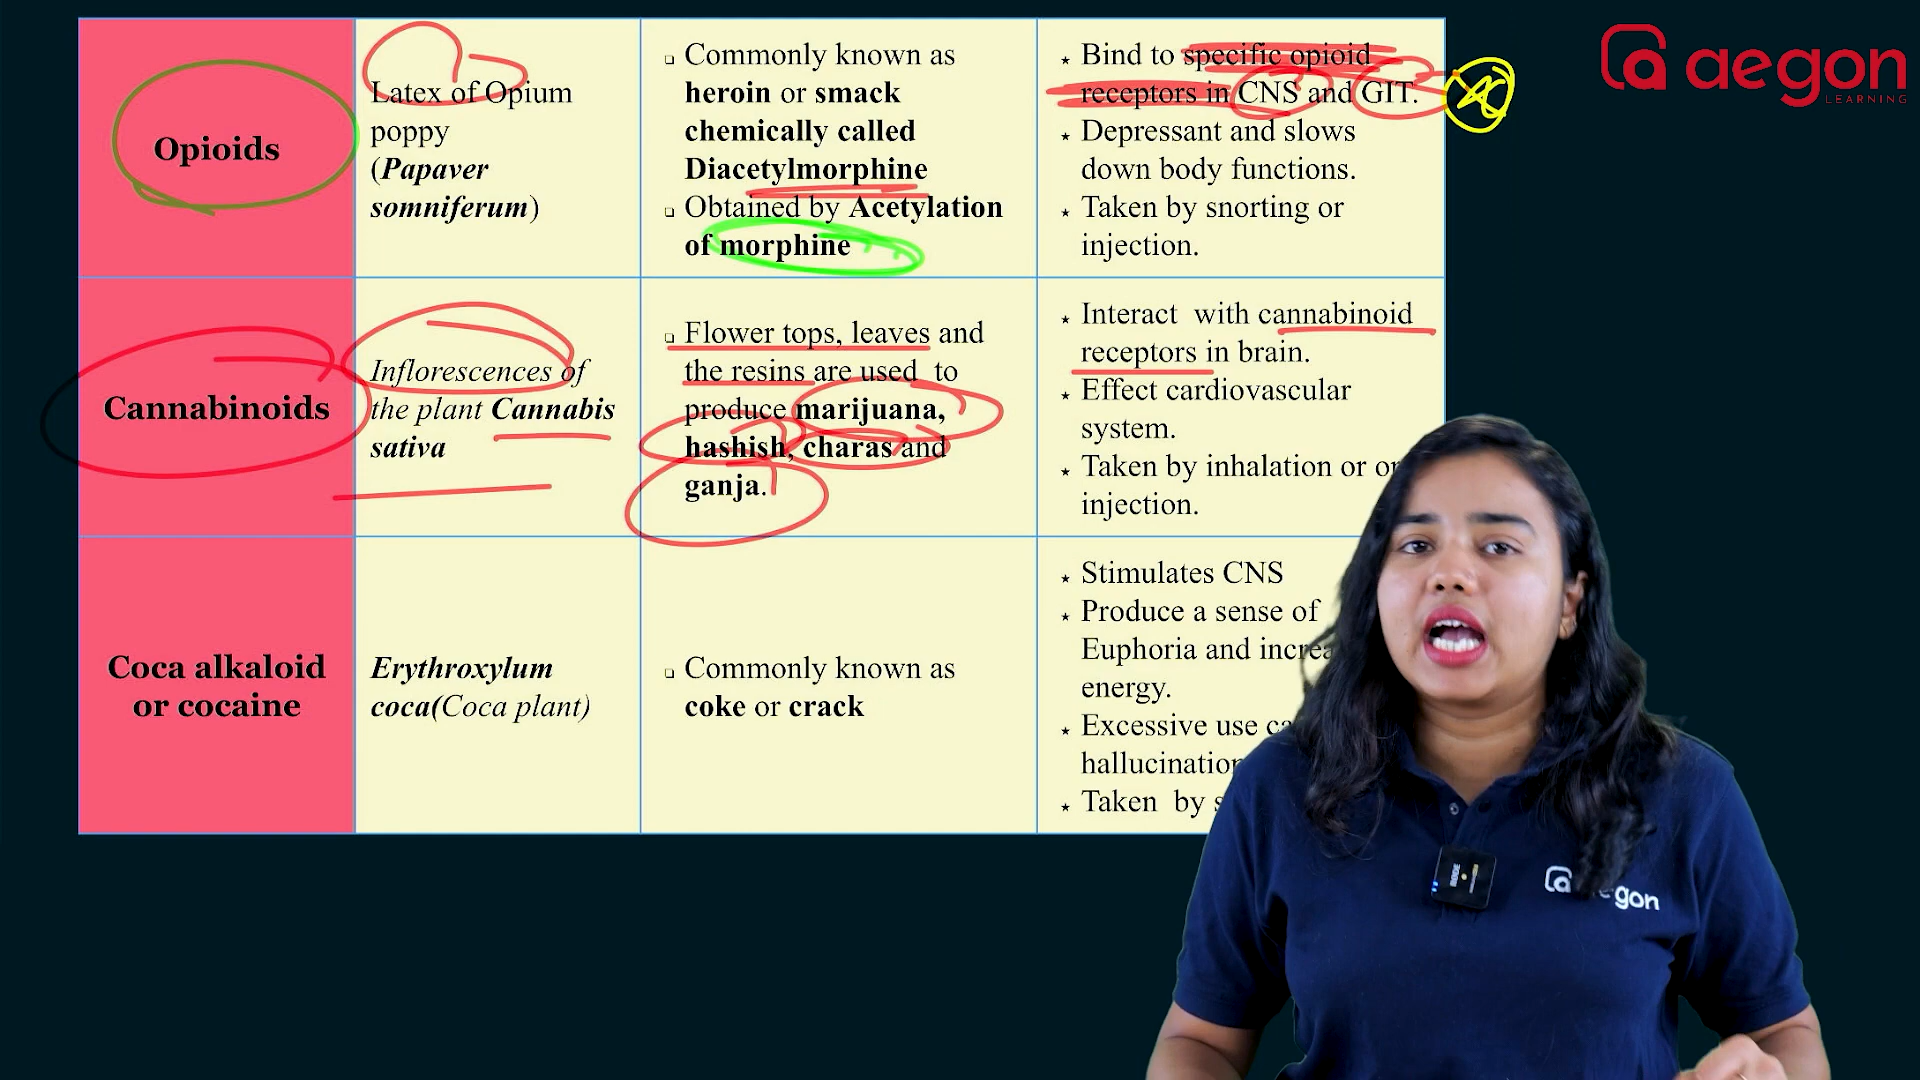 Opioids
Latex of Opium
poppy
(Papaver
somniferum)
❑ Commonly known as
heroin or smack
chemically called
Diacetylmorphine
❑ Obtained by Acetylation
of morphine
★ Bind to specific opioid
receptors in CNS and GIT.
★ Depressant and slows
down body functions.
★ Taken by snorting or
injection.
Cannabinoids
Inflorescences of
the plant Cannabis
sativa
❑ Flower tops, leaves and
the resins are used to
produce marijuana,
hashish, charas and
ganja.
★ Interact with cannabinoid
receptors in brain.
★ Effect cardiovascular
system.
★ Taken by inhalation or
injection.
Coca alkaloid
or cocaine
Erythroxylum
coca(Coca plant)
❑ Commonly known as
coke or crack
★ Stimulates CNS
★ Produce a sense of
Euphoria and
energy.
★ Excessive use
★ Taken by
aegon
LEARNING
gon